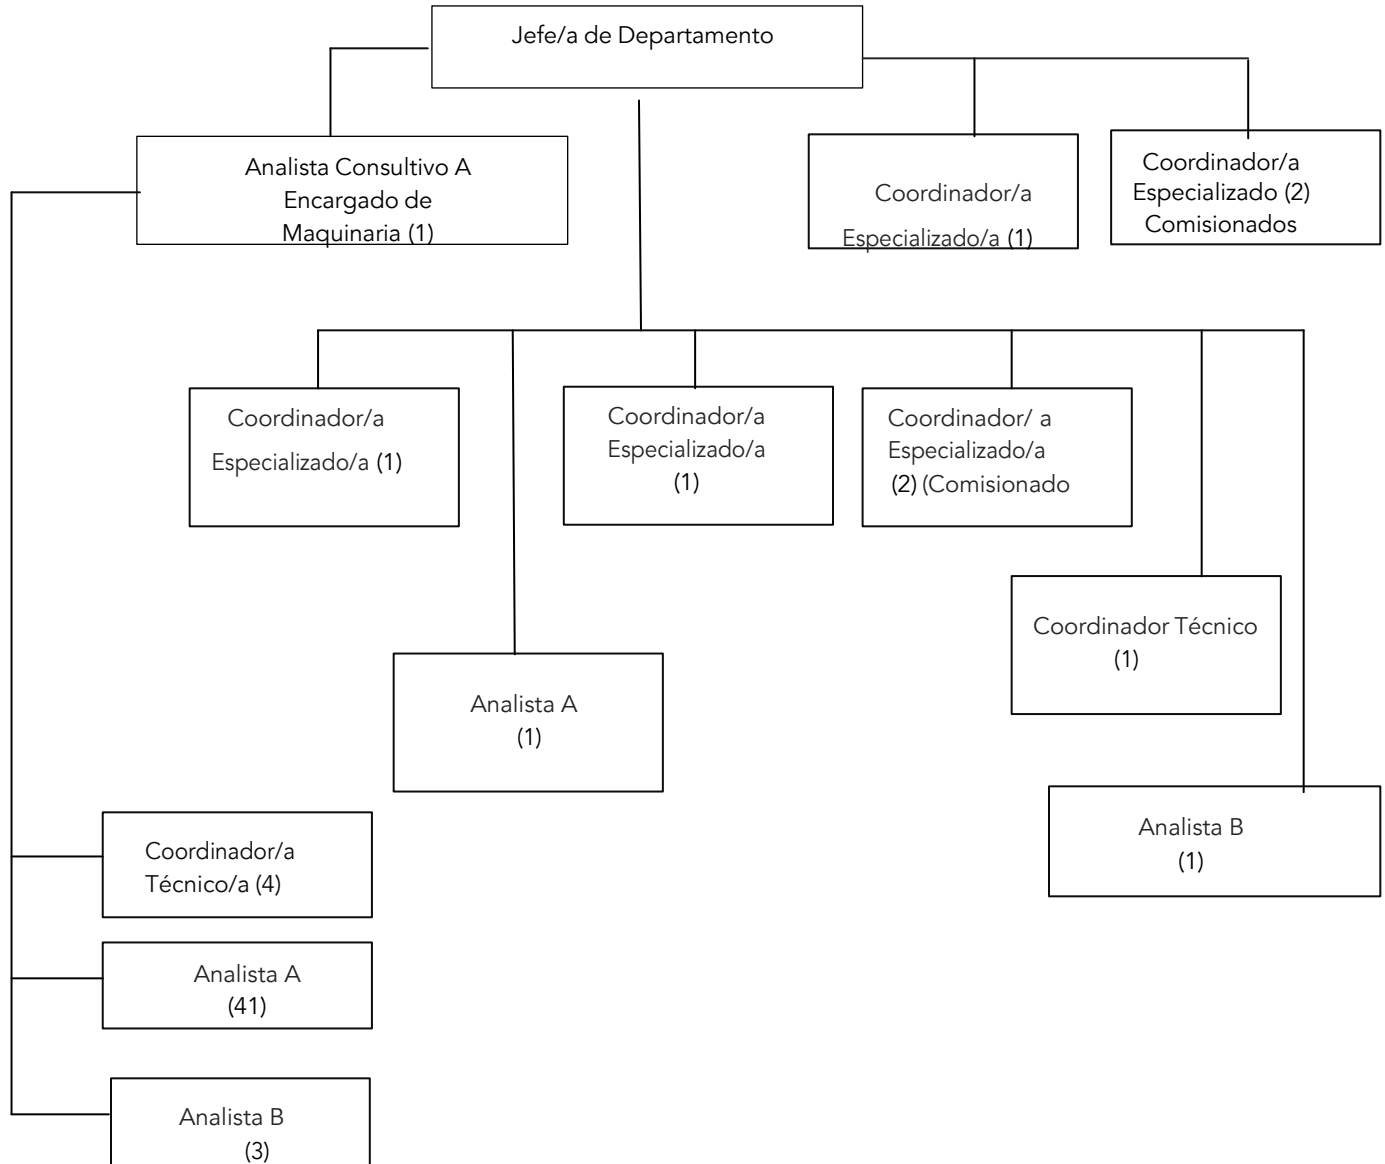 Jefe/a de Departamento
Analista Consultivo A
Encargado de
Maquinaria (1)
Coordinador/a
Especializado/a (1)
Coordinador/a
Especializado (2)
Comisionados
Coordinador/a
Especializado/a (1)
Coordinador/a
Especializado/a
(1)
Coordinador/ a
Especializado/a
(2) (Comisionado
Coordinador Técnico
(1)
Analista A
(1)
Analista B
(1)
Coordinador/a
Técnico/a (4)
Analista A
(41)
Analista B
(3)